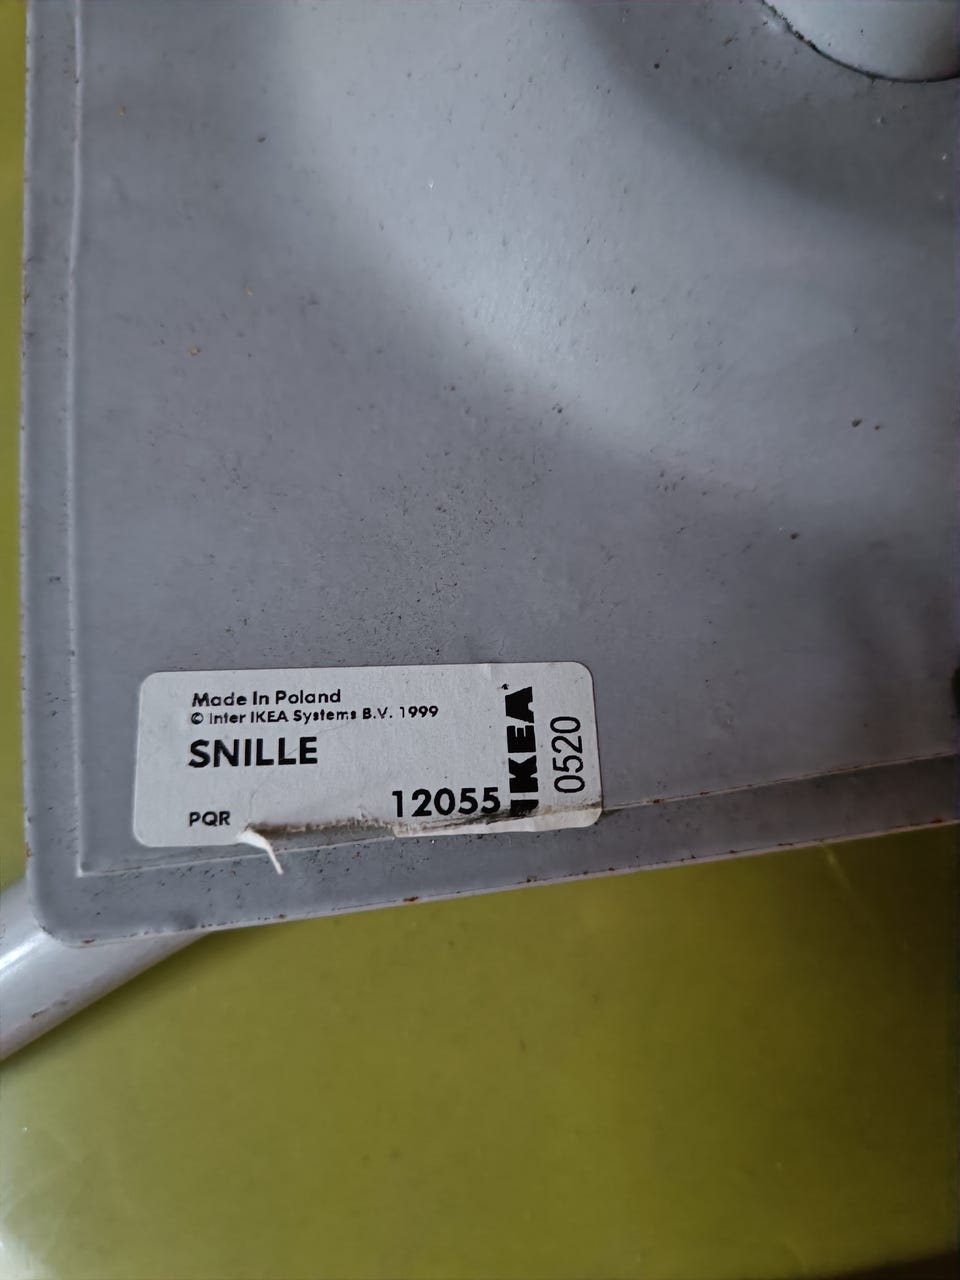 Made In Poland
© Inter IKEA Systems B.V. 1999
SNILLE
PQR
12055
IKEA
0520